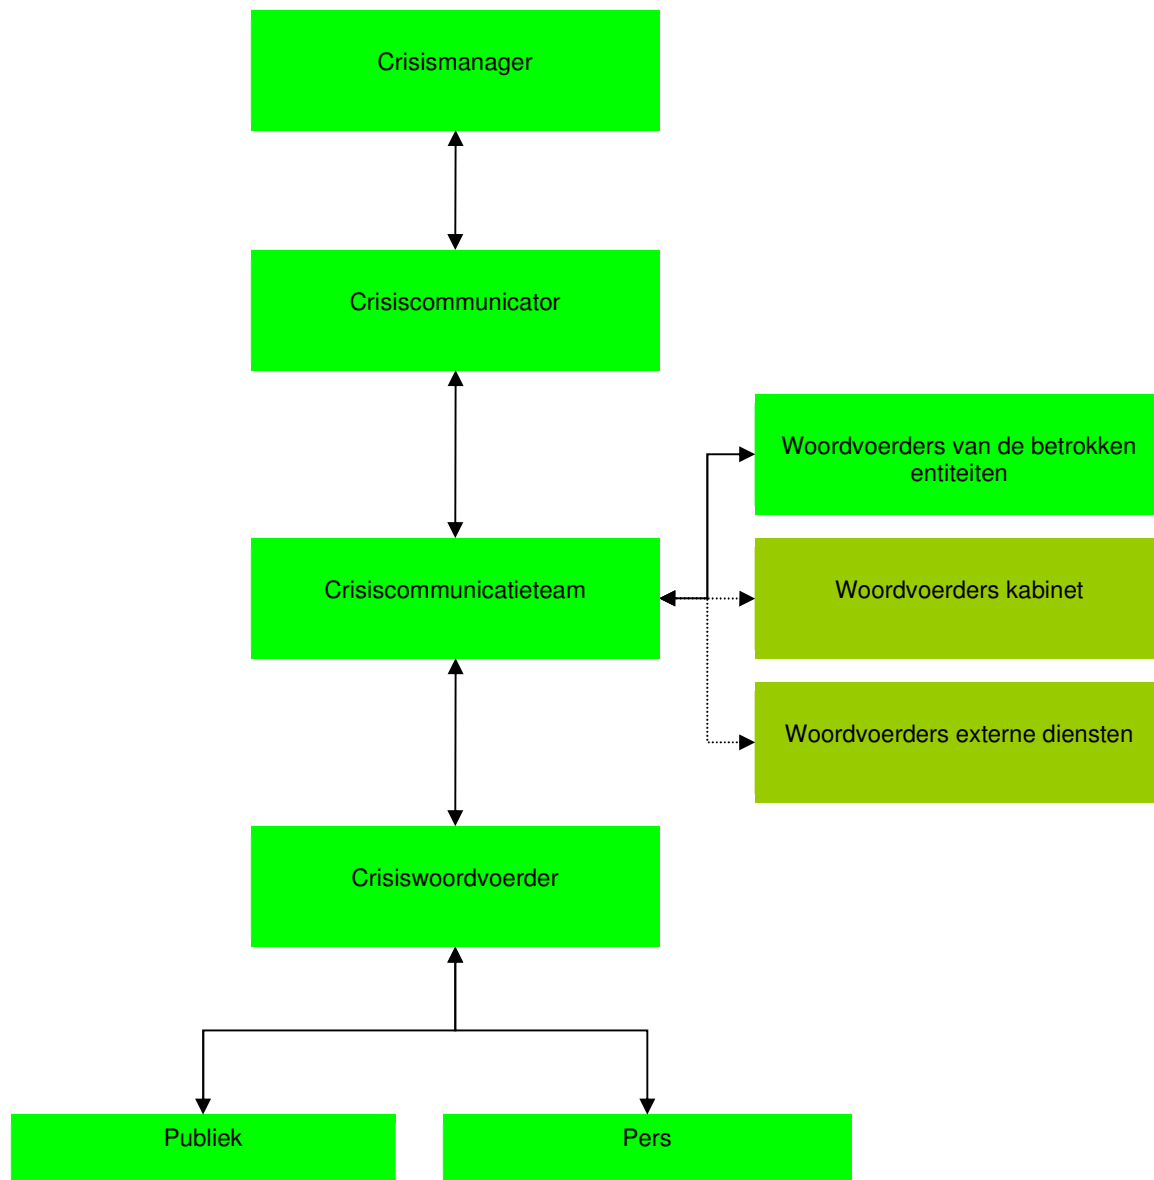 Crisismanager
Crisiscommunicator
Woordvoerders van de betrokken
entiteiten
Crisiscommunicatieteam
Woordvoerders kabinet
Woordvoerders externe diensten
Crisiswoordvoerder
Publiek
Pers